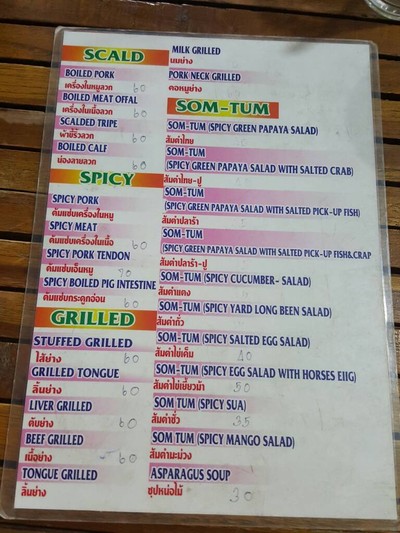 SCALD
BOILED PORK
เครื่องในหมูลวก 60
BOILED MEAT OFFAL
เครื่องในเนื้อลวก 60
SCALDED TRIPE
ผ้าขี้ริ้วลวก 60
BOILED CALF
น่องลายลวก 60
SPICY
SPICY PORK
ต้มแซ่บเครื่องในหมู
SPICY MEAT
ต้มแซ่บเครื่องในเนื้อ 60
SPICY PORK TENDON
ต้มแซ่บเอ็นหมู 70
SPICY BOILED PIG INTESTINE
ต้มแซ่บกระดูกอ่อน 60
GRILLED
STUFFED GRILLED
ไส้ย่าง 60
GRILLED TONGUE
ลิ้นย่าง 60
LIVER GRILLED
ตับย่าง 60
BEEF GRILLED
เนื้อย่าง 60
TONGUE GRILLED
ลิ้นย่าง
MILK GRILLED
นมย่าง
PORK NECK GRILLED
คอหมูย่าง
SOM-TUM
SOM-TUM (SPICY GREEN PAPAYA SALAD)
ส้มตำไทย
SOM-TUM
(SPICY GREEN PAPAYA SALAD WITH SALTED CRAB)
ส้มตำไทย-ปู
SOM-TUM
(SPICY GREEN PAPAYA SALAD WITH SALTED PICK-UP FISH)
ส้มตำปลาร้า
SOM-TUM
(SPICY GREEN PAPAYA SALAD WITH SALTED PICK-UP FISH&CRAP
ส้มตำปลาร้า-ปู
SOM-TUM (SPICY CUCUMBER- SALAD)
ส้มตำแตง
SOM-TUM (SPICY YARD LONG BEEN SALAD)
ส้มตำถั่ว
SOM-TUM (SPICY SALTED EGG SALAD)
ส้มตำไข่เค็ม 40
SOM-TUM (SPICY EGG SALAD WITH HORSES EIIG)
ส้มตำไข่เยี่ยวม้า 50
SOM TUM (SPICY SUA)
ส้มตำซั่ว 35
SOM TUM (SPICY MANGO SALAD)
ส้มตำมะม่วง
ASPARAGUS SOUP
ซุปหน่อไม้ 30